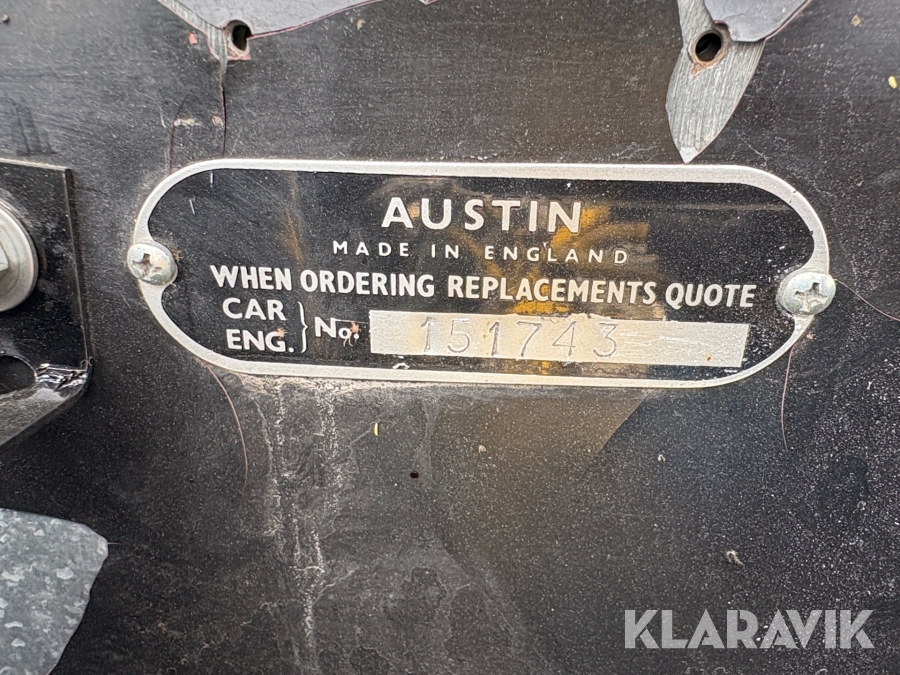 AUSTIN
MADE IN ENGLAND
WHEN ORDERING REPLACEMENTS QUOTE
CAR
ENG. } No. 151743
KLARAVIK